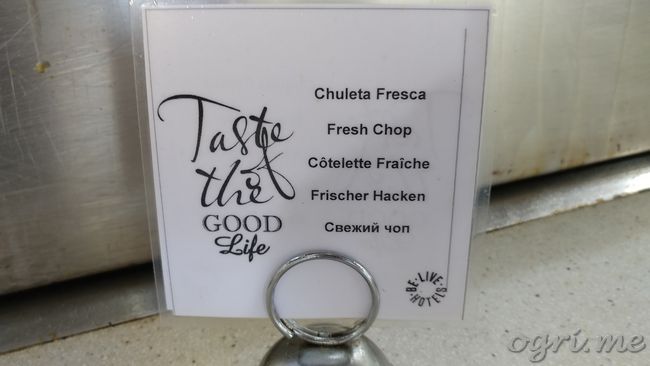 Taste
of
the
GOOD
Life
Chuleta Fresca
Fresh Chop
Côtelette Fraîche
Frischer Hacken
Свежий чоп
BE·LIVE
HOTELS
ogri.me